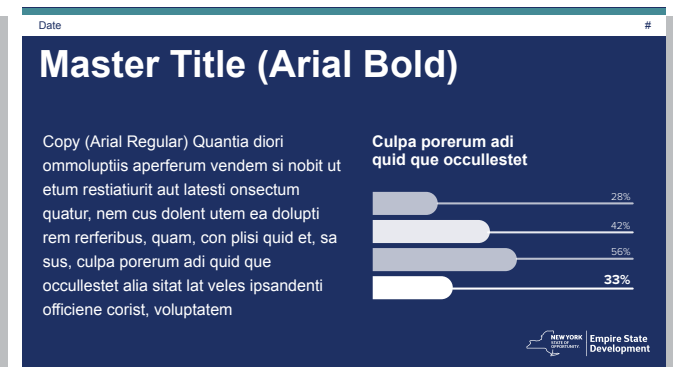 Date
#
Master Title (Arial Bold)
Copy (Arial Regular) Quantia diori
ommoluptiis aperferum vendem si nobit ut
etum restiatiurit aut latesti onsectum
quatur, nem cus dolent utem ea dolupti
rem rerferibus, quam, con plisi quid et, sa
sus, culpa porerum adi quid que
occullestet alia sitat lat veles ipsandenti
officiene corist, voluptatem
Culpa porerum adi
quid que occullestet
28%
42%
56%
33%
NEW YORK
STATE OF
OPPORTUNITY.
Empire State
Development